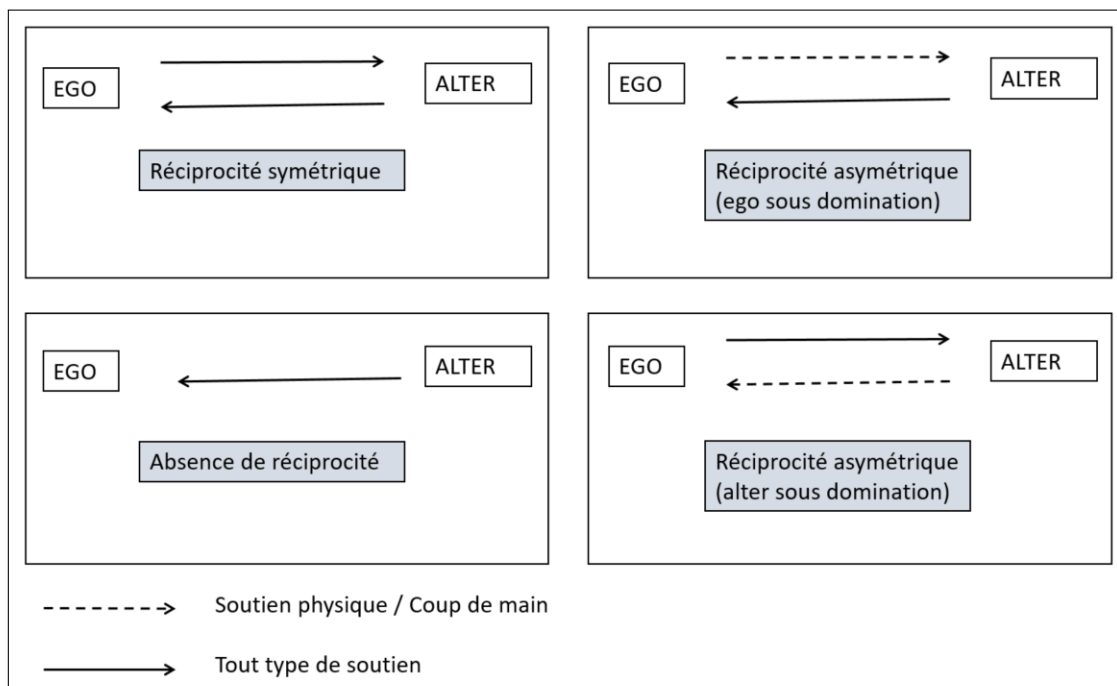 EGO
ALTER
Réciprocité symétrique
EGO
ALTER
Réciprocité asymétrique
(ego sous domination)
EGO
ALTER
Absence de réciprocité
EGO
ALTER
Réciprocité asymétrique
(alter sous domination)
Soutien physique / Coup de main
Tout type de soutien